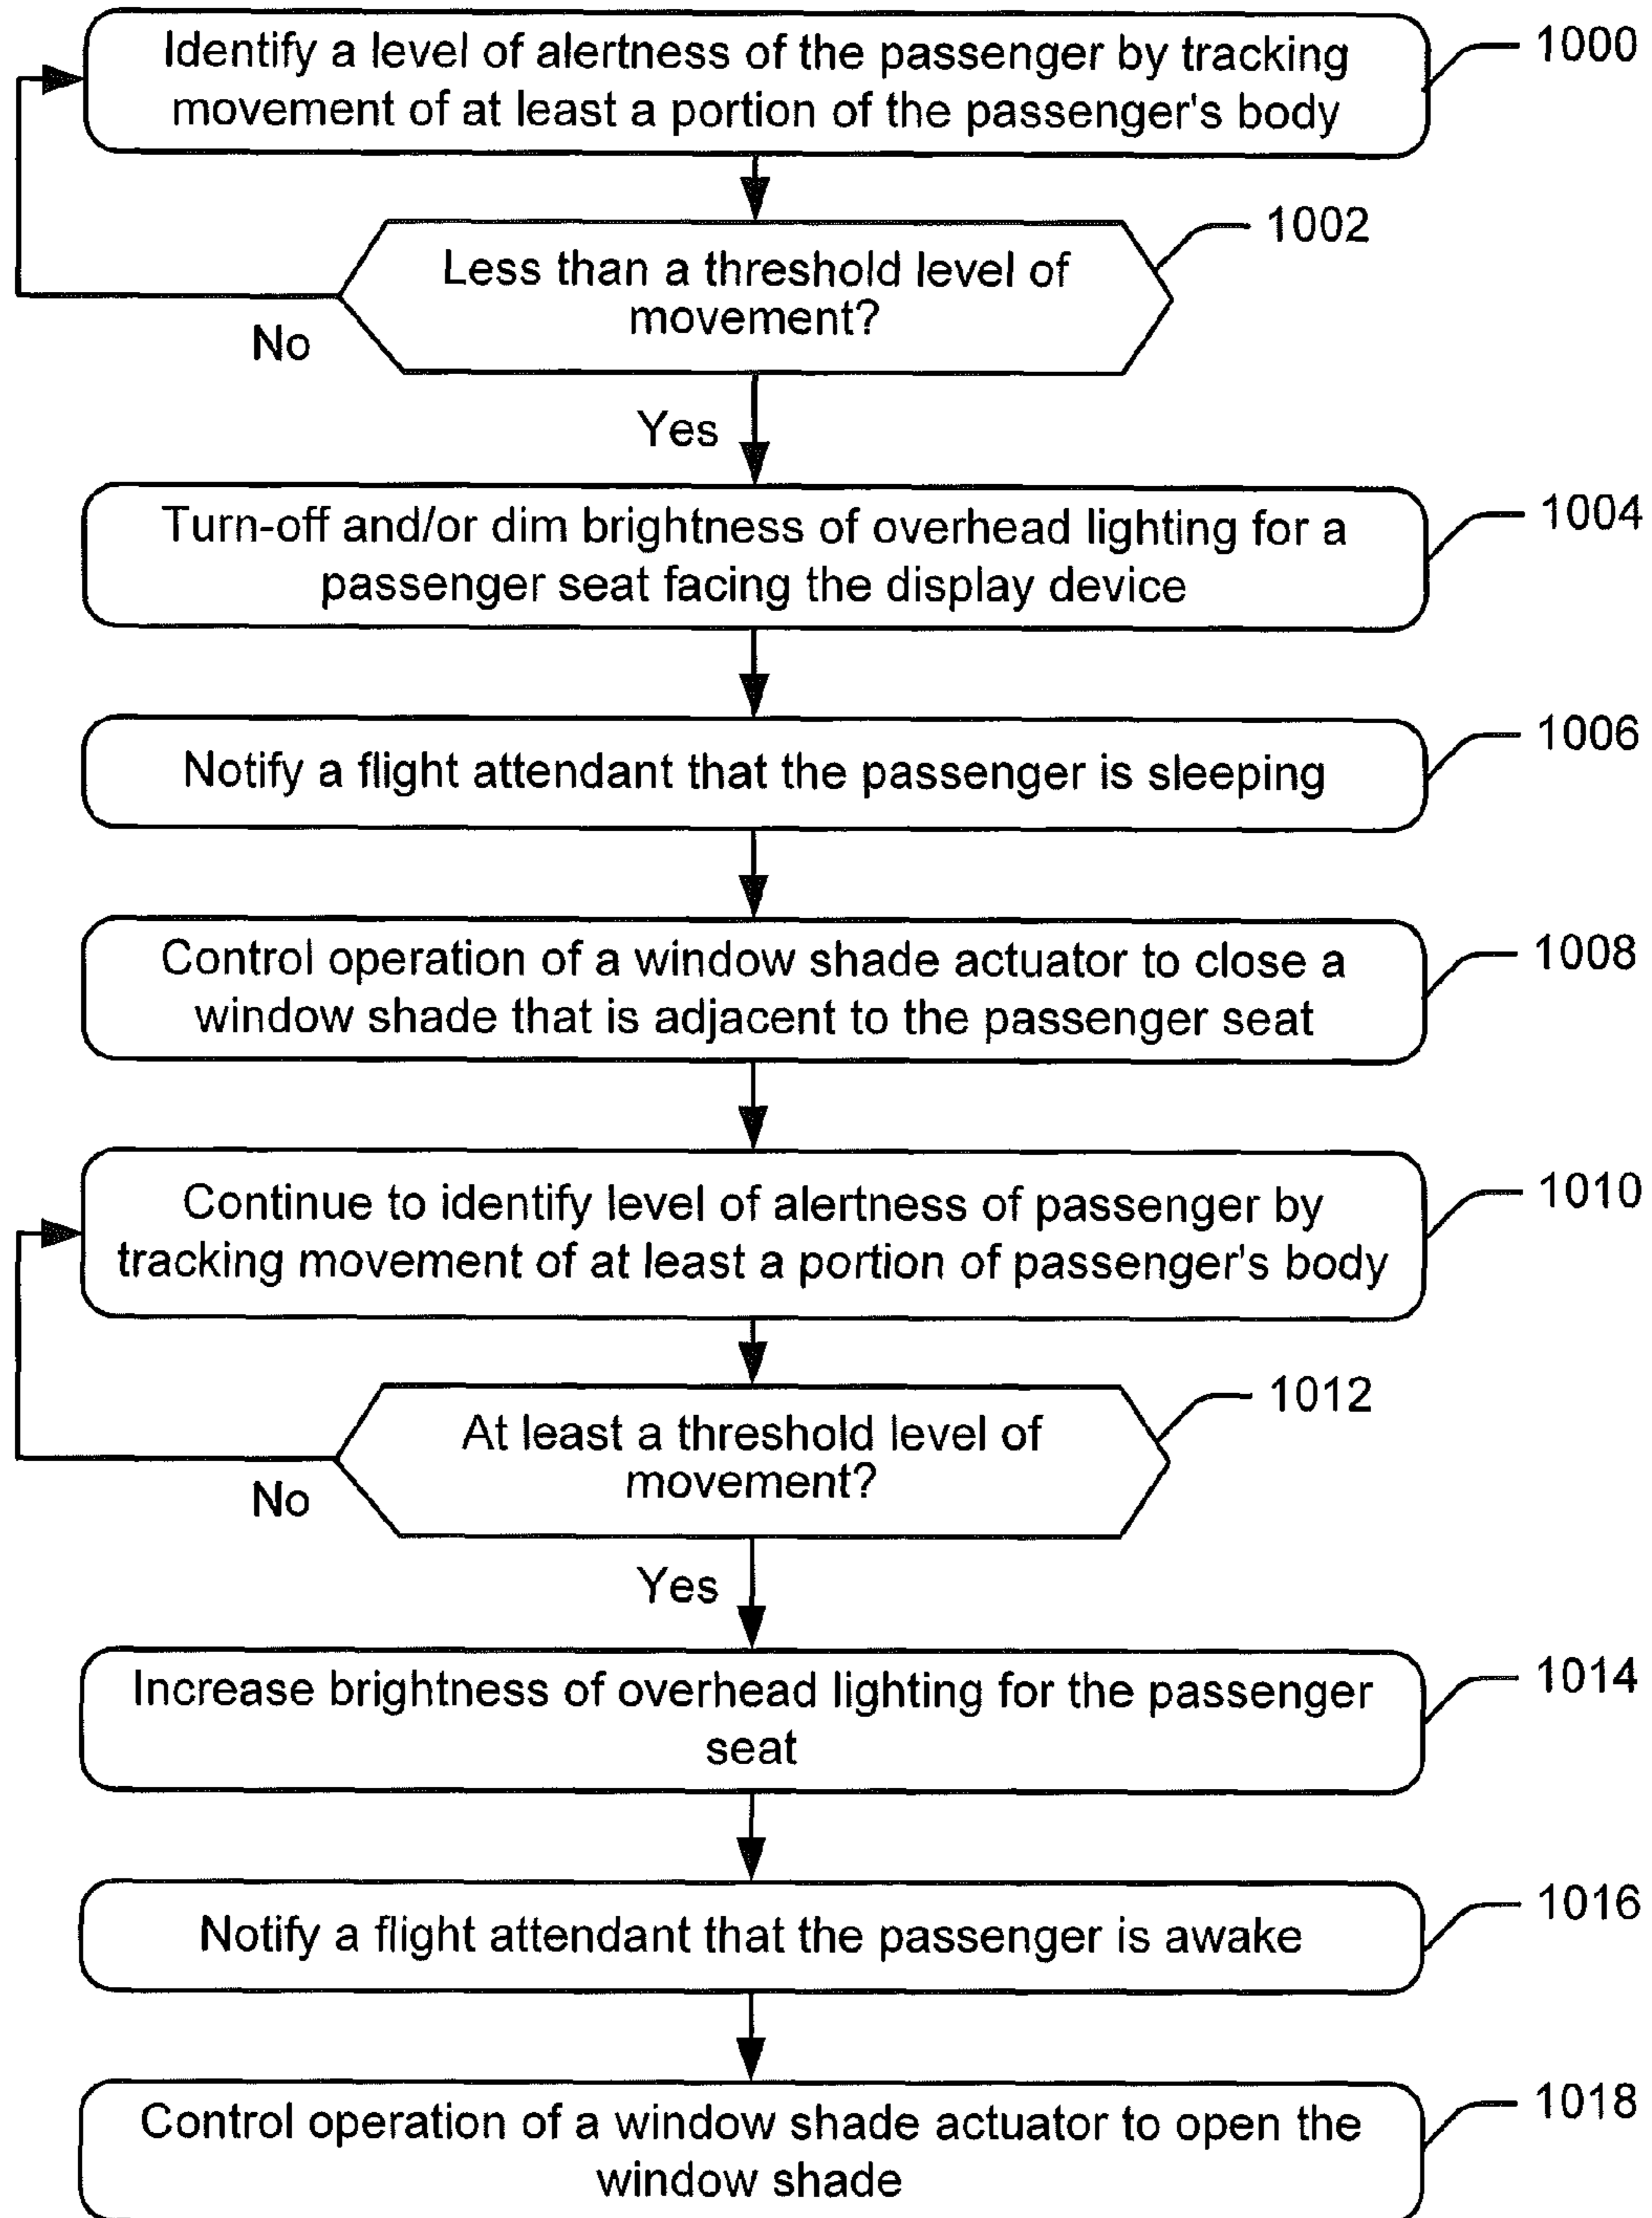 Identify a level of alertness of the passenger by tracking
movement of at least a portion of the passenger's body
1000
Less than a threshold level of
movement?
1002
No
Yes
Turn-off and/or dim brightness of overhead lighting for a
passenger seat facing the display device
1004
Notify a flight attendant that the passenger is sleeping
1006
Control operation of a window shade actuator to close a
window shade that is adjacent to the passenger seat
1008
Continue to identify level of alertness of passenger by
tracking movement of at least a portion of passenger's body
1010
At least a threshold level of
movement?
1012
No
Yes
Increase brightness of overhead lighting for the passenger
seat
1014
Notify a flight attendant that the passenger is awake
1016
Control operation of a window shade actuator to open the
window shade
1018